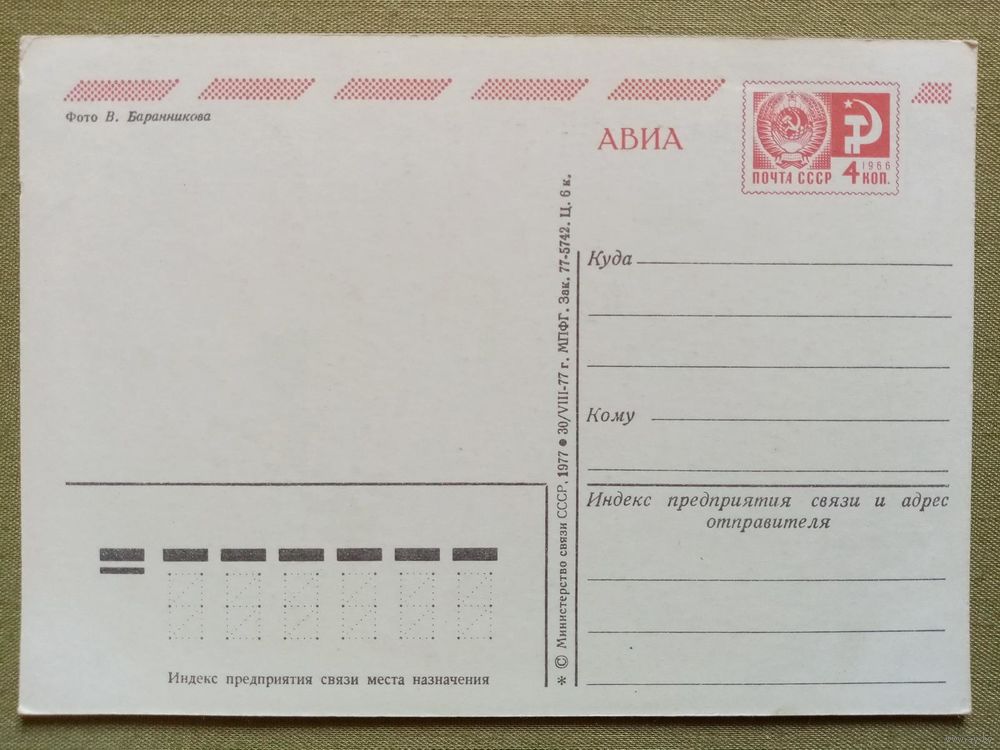 Фото В. Баранникова
АВИА
ПОЧТА СССР
1966
4 КОП.
Куда
Кому
Индекс предприятия связи и адрес
отправителя
* © Министерство связи СССР, 1977 ● 30/VIII-77 г. МПФГ. Зак. 77-5742. Ц. 6 к.
Индекс предприятия связи места назначения